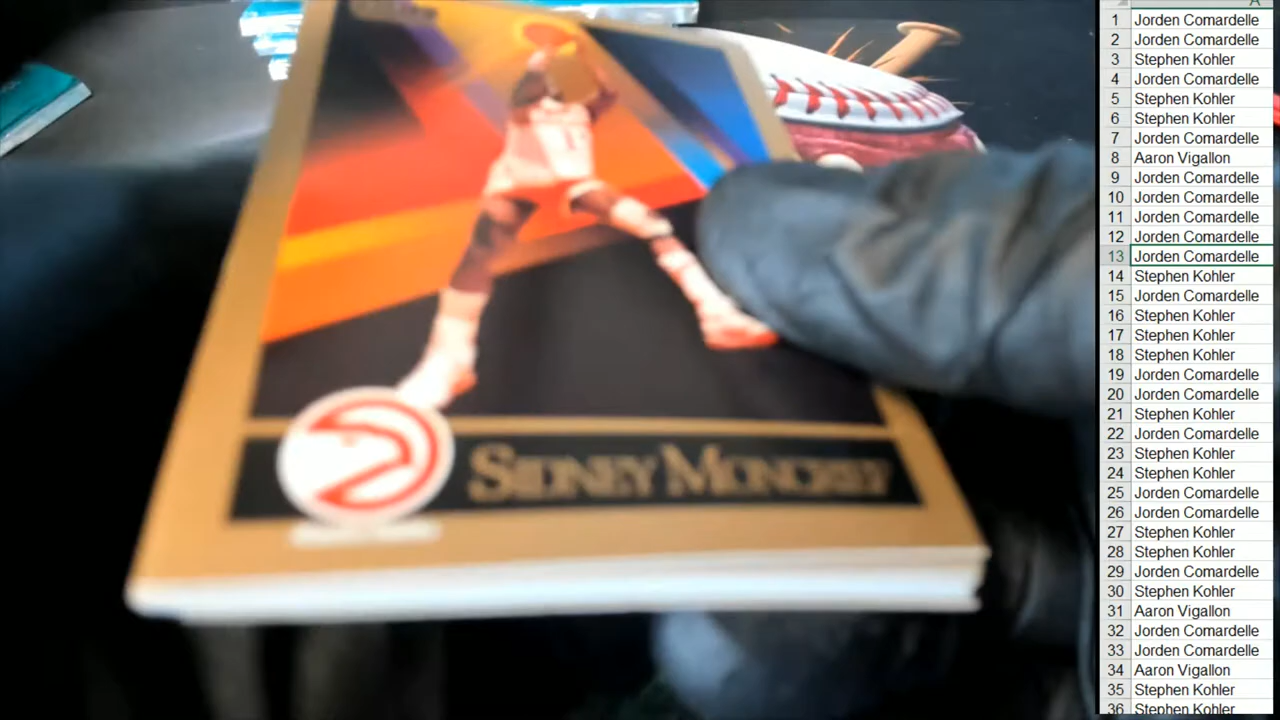 SIDNEY MONCRIEF
A
1 Jorden Comardelle
2 Jorden Comardelle
3 Stephen Kohler
4 Jorden Comardelle
5 Stephen Kohler
6 Stephen Kohler
7 Jorden Comardelle
8 Aaron Vigallon
9 Jorden Comardelle
10 Jorden Comardelle
11 Jorden Comardelle
12 Jorden Comardelle
13 Jorden Comardelle
14 Stephen Kohler
15 Jorden Comardelle
16 Stephen Kohler
17 Stephen Kohler
18 Stephen Kohler
19 Jorden Comardelle
20 Jorden Comardelle
21 Stephen Kohler
22 Jorden Comardelle
23 Stephen Kohler
24 Stephen Kohler
25 Jorden Comardelle
26 Jorden Comardelle
27 Stephen Kohler
28 Stephen Kohler
29 Jorden Comardelle
30 Stephen Kohler
31 Aaron Vigallon
32 Jorden Comardelle
33 Jorden Comardelle
34 Aaron Vigallon
35 Stephen Kohler
36 Stephen Kohler